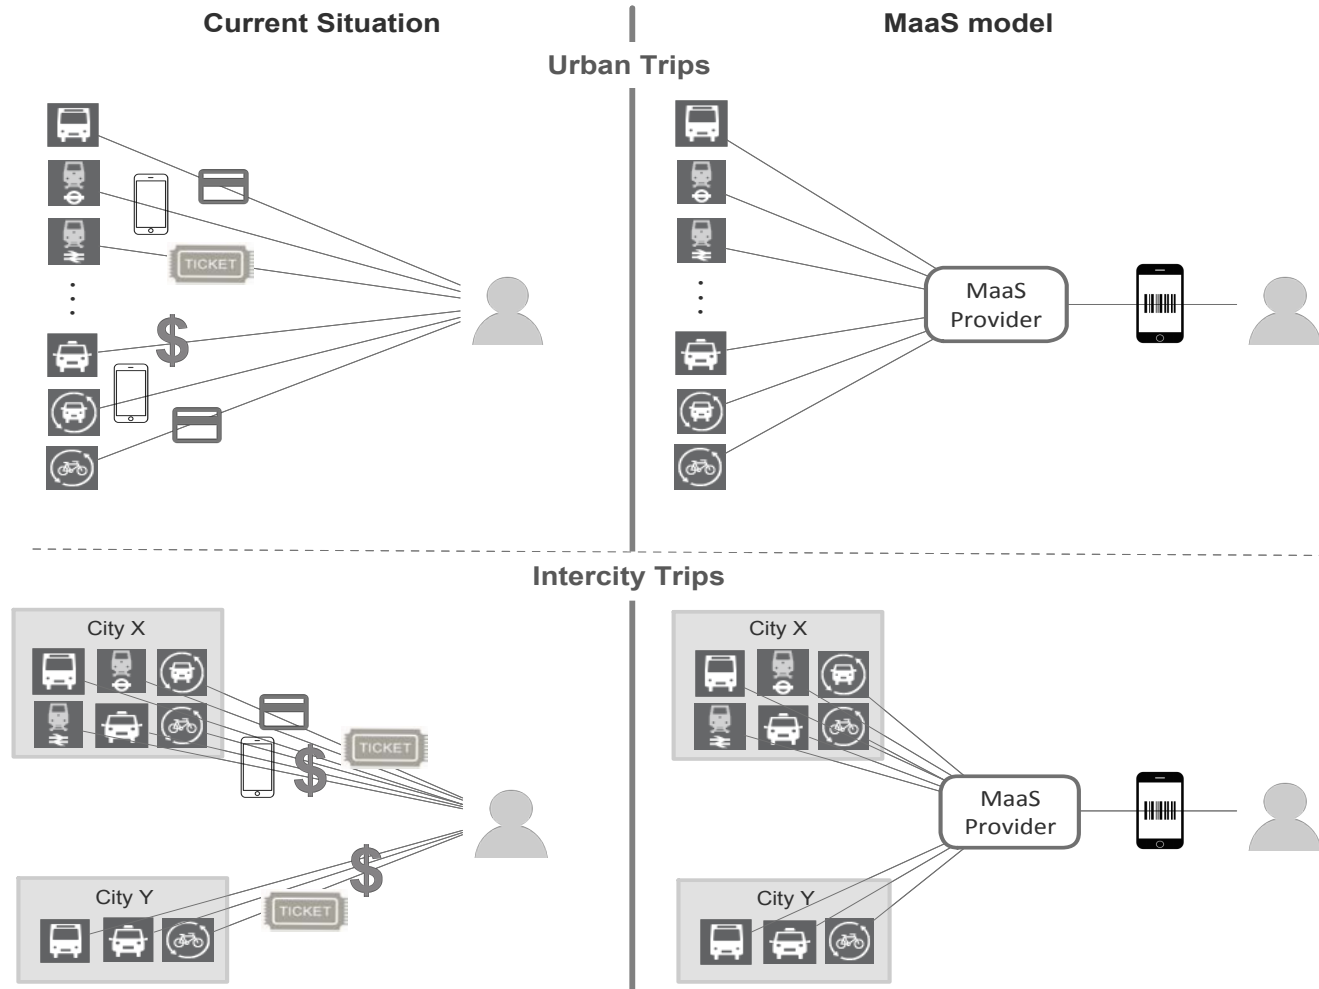 Current Situation
MaaS model
Urban Trips
TICKET
$
MaaS
Provider
Intercity Trips
City X
TICKET
$
$
City Y
TICKET
City X
MaaS
Provider
City Y